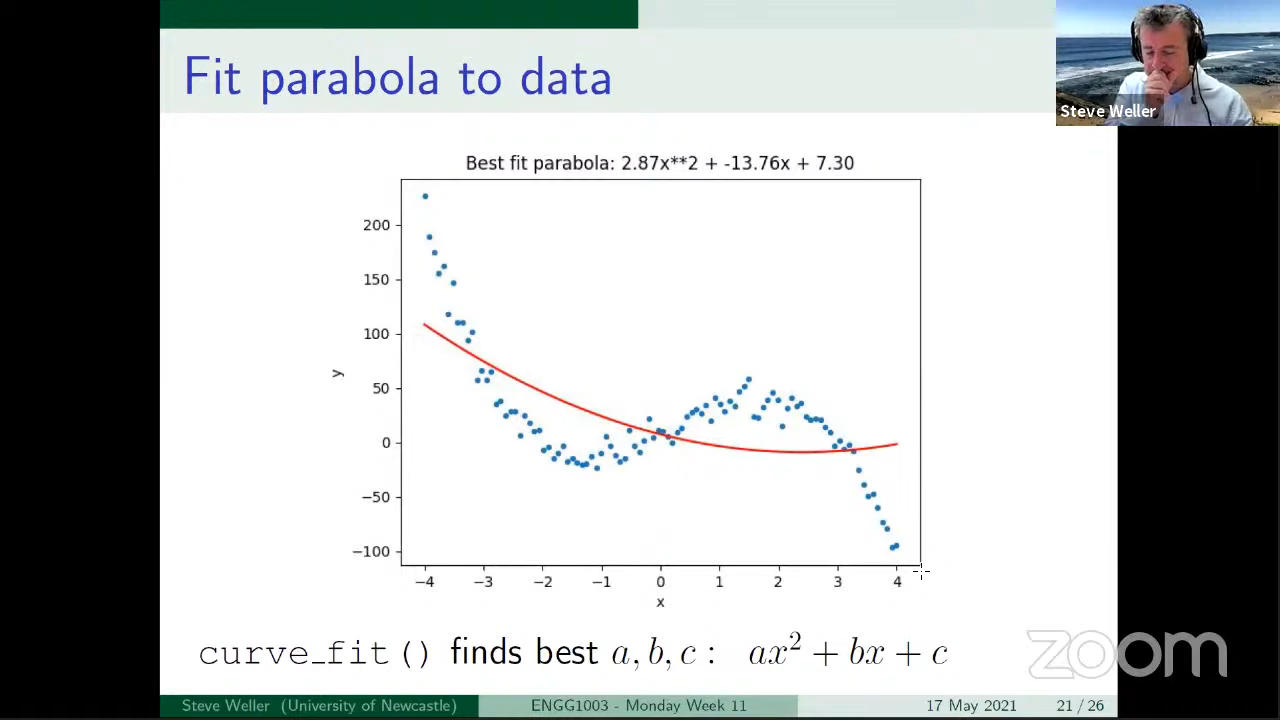 Fit parabola to data
Steve Weller
Best fit parabola: 2.87x**2 + -13.76x + 7.30
200
150
100
50
0
−50
−100
y
−4 −3 −2 −1 0 1 2 3 4
x
curve_fit() finds best a, b, c : ax² + bx + c
zoom
Steve Weller (University of Newcastle) ENGG1003 - Monday Week 11 17 May 2021 21 / 26